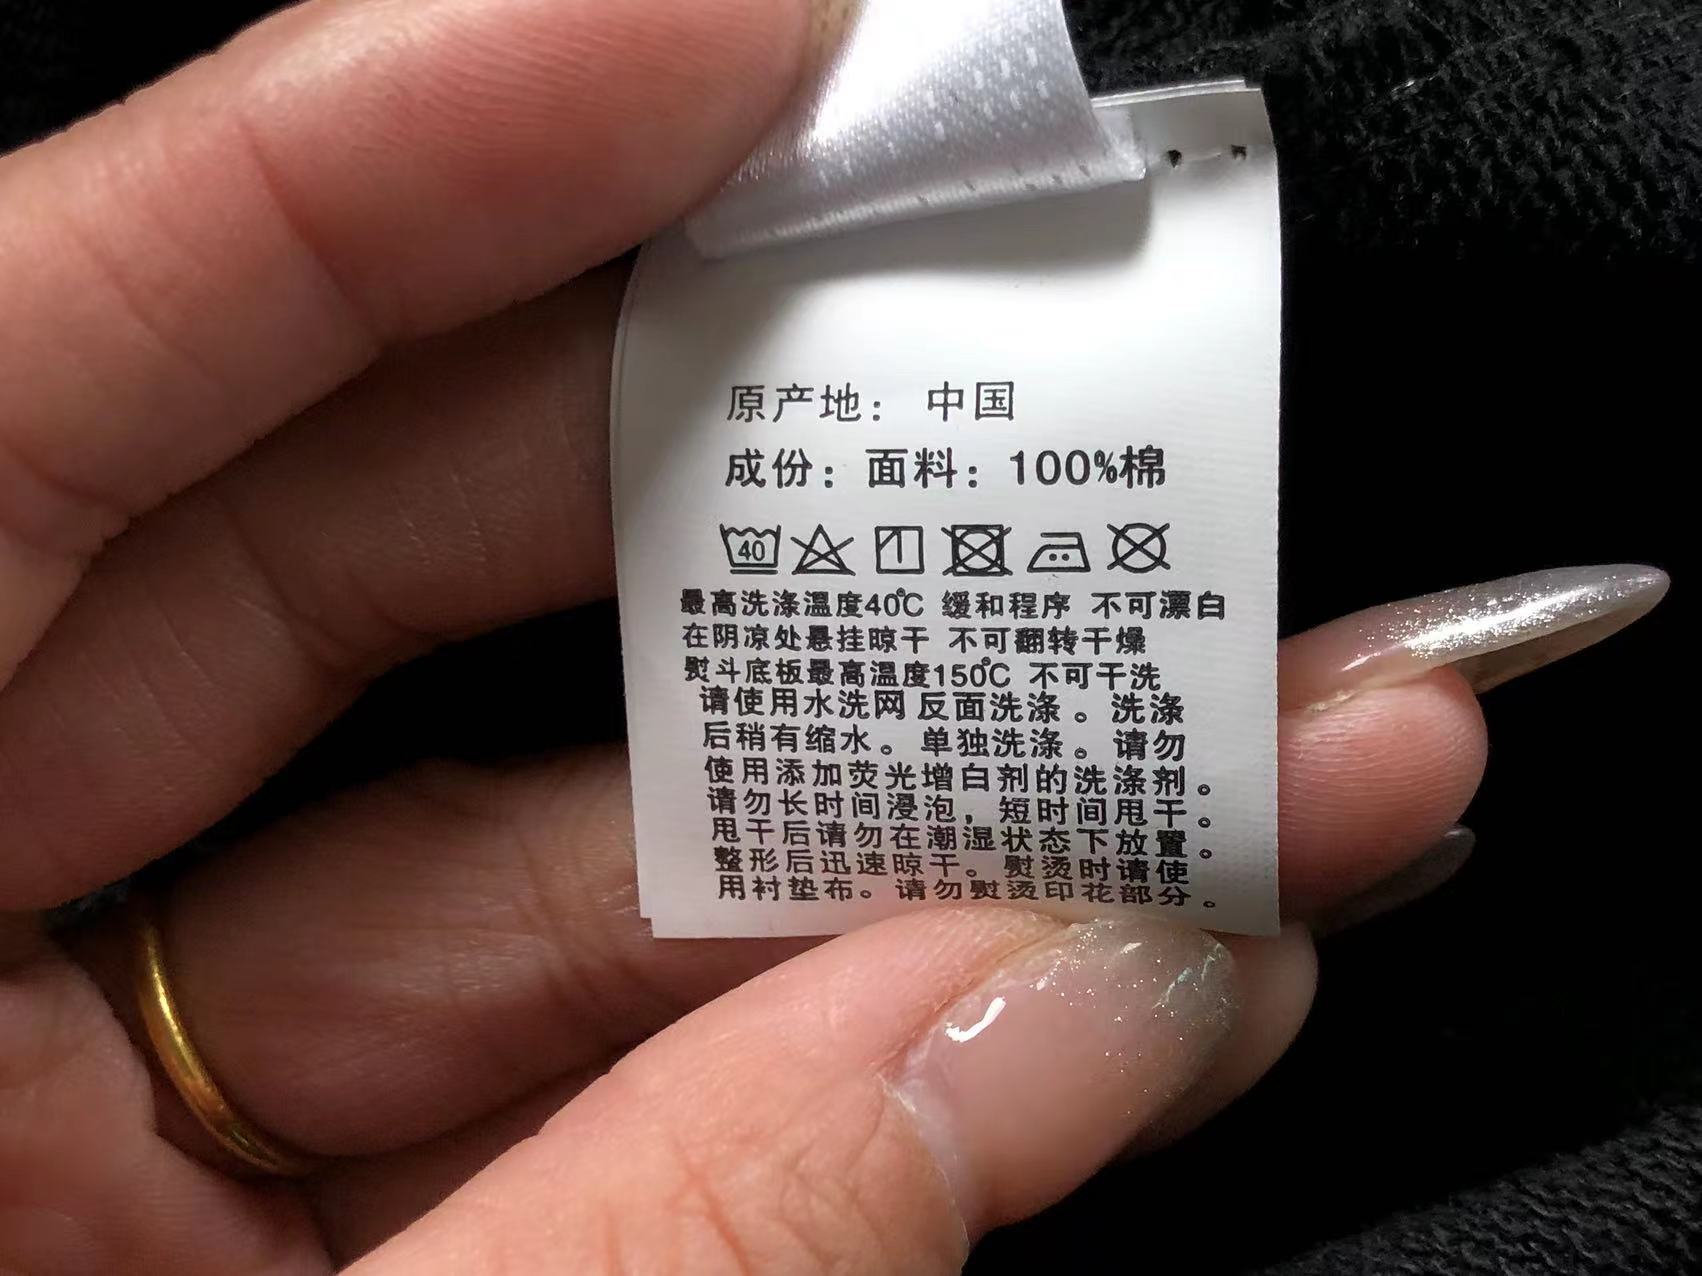 原产地： 中国
成份：面料：100%棉
40
最高洗涤温度40℃ 缓和程序 不可漂白
在阴凉处悬挂晾干 不可翻转干燥
熨斗底板最高温度150℃ 不可干洗
请使用水洗网反面洗涤。洗涤
后稍有缩水。单独洗涤。请勿
使用添加荧光增白剂的洗涤剂。
请勿长时间浸泡，短时间甩干。
甩干后请勿在潮湿状态下放置。
整形后迅速晾干。熨烫时请使
用衬垫布。请勿熨烫印花部分。